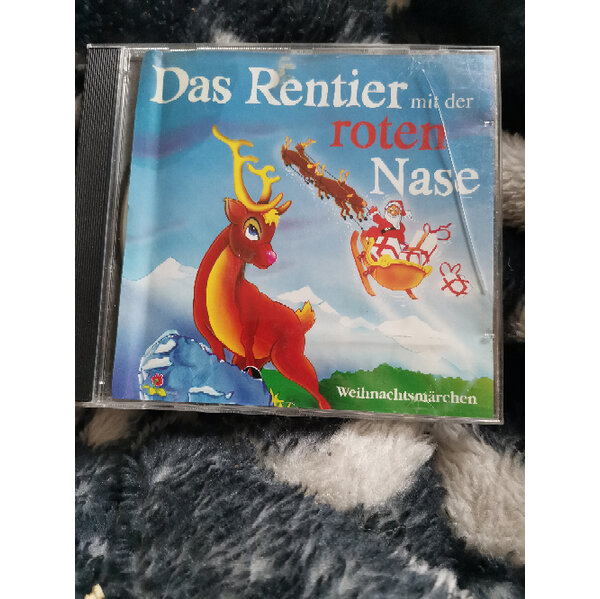 Das Rentier mit der
roten
Nase
Weihnachtsmärchen